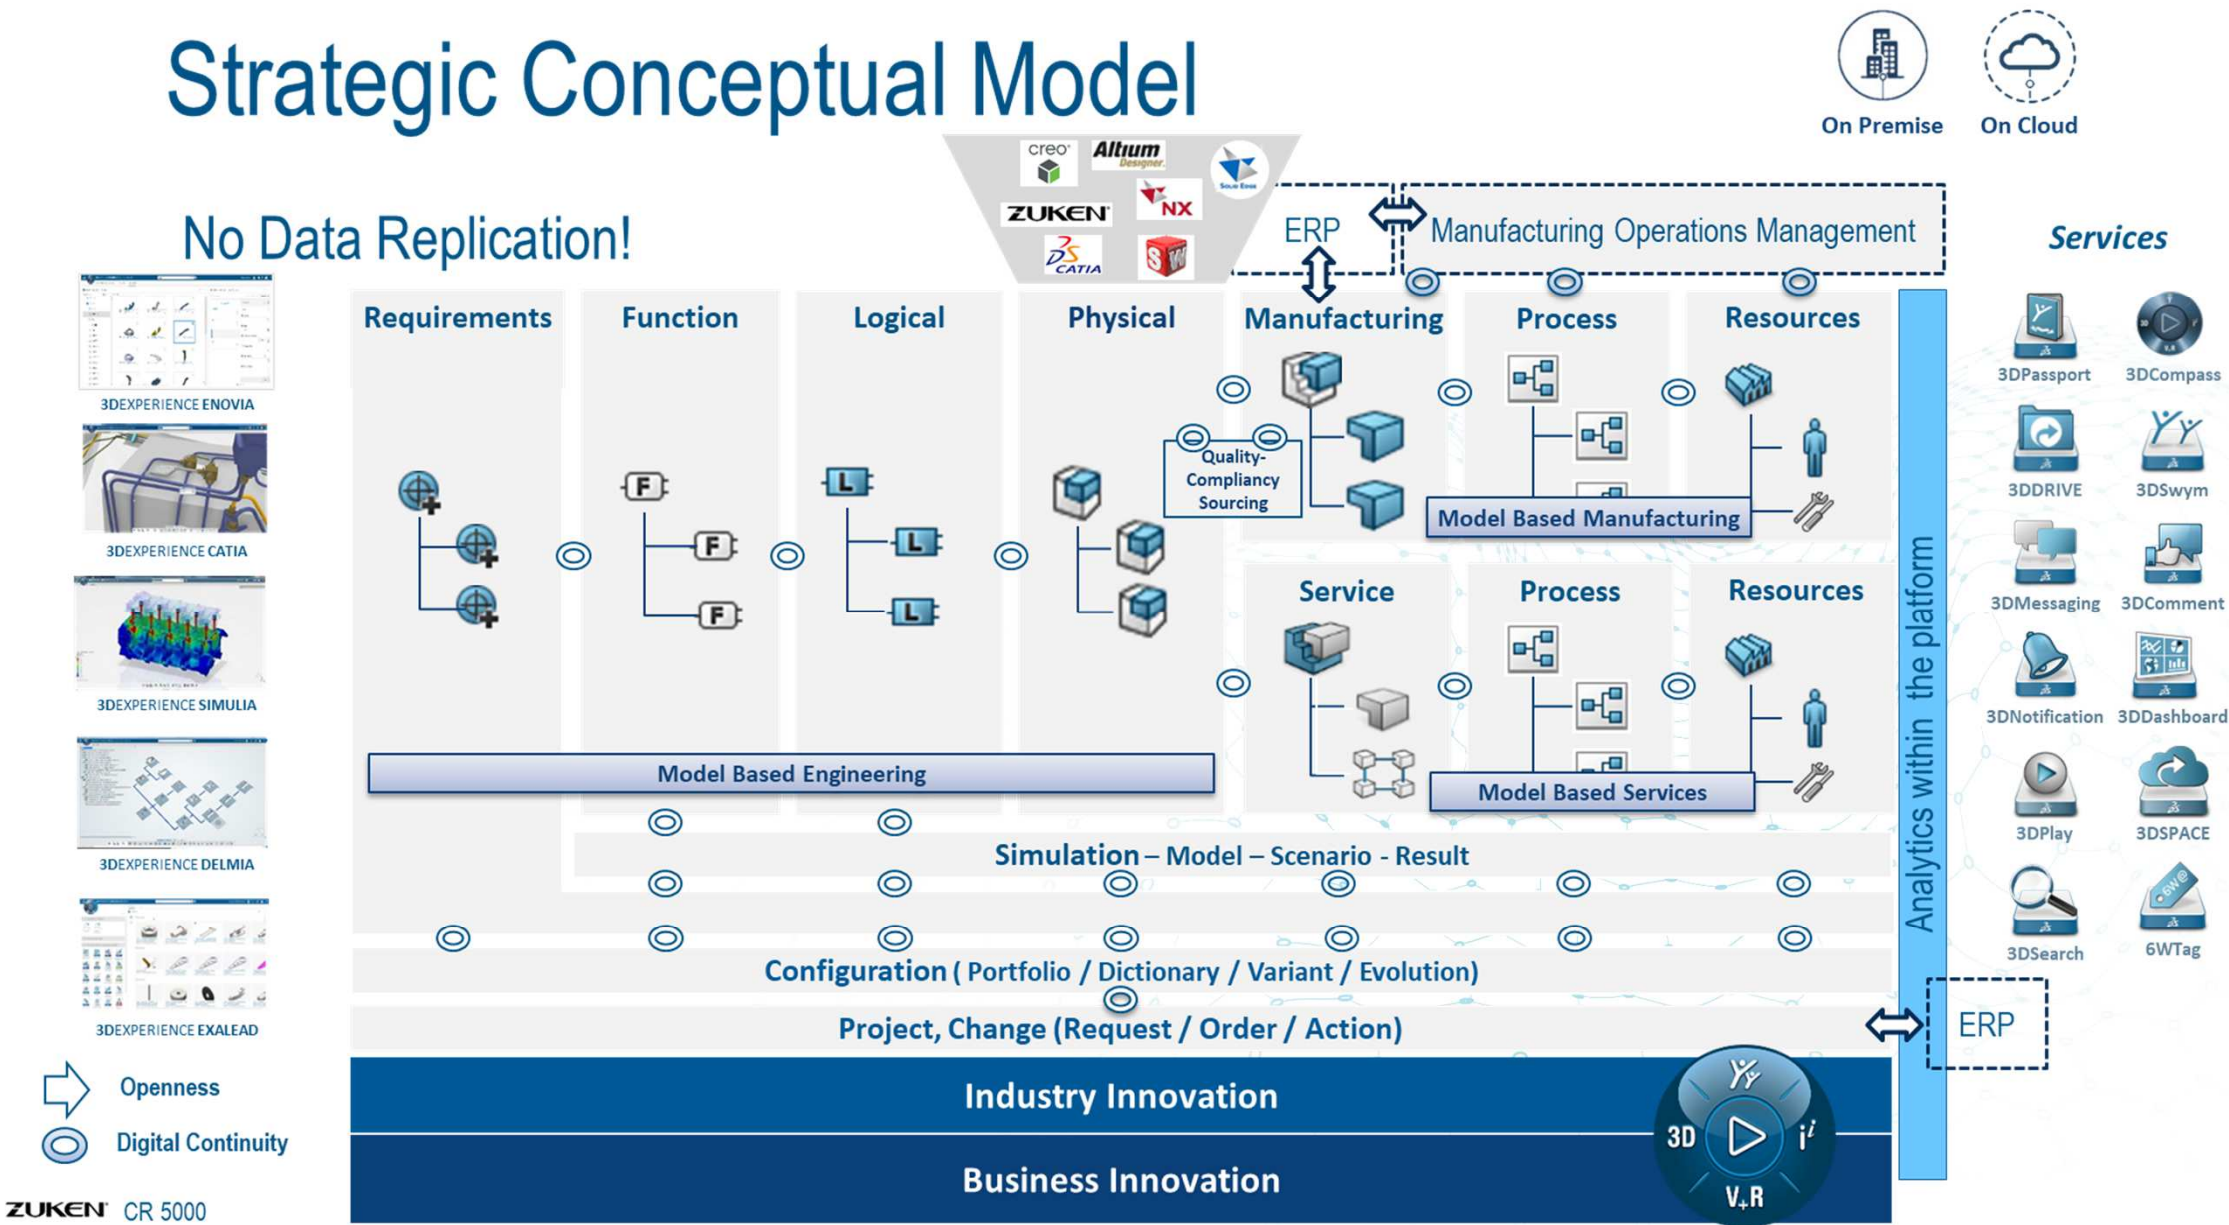 Strategic Conceptual Model
On Premise
On Cloud
No Data Replication!
creo
Altium
Designer
SOLID EDGE
ZUKEN
NX
CATIA
SW
ERP
Manufacturing Operations Management
Services
3DEXPERIENCE ENOVIA
3DEXPERIENCE CATIA
3DEXPERIENCE SIMULIA
3DEXPERIENCE DELMIA
3DEXPERIENCE EXALEAD
Openness
Digital Continuity
ZUKEN CR 5000
Requirements
Function
F
F
F
Logical
L
L
L
Physical
Manufacturing
Process
Resources
Quality-
Compliancy
Sourcing
Model Based Manufacturing
Service
Process
Resources
Model Based Engineering
Model Based Services
Simulation – Model – Scenario - Result
Configuration ( Portfolio / Dictionary / Variant / Evolution)
Project, Change (Request / Order / Action)
ERP
Industry Innovation
Business Innovation
3D
i
V+R
Analytics within the platform
3DPassport
3DCompass
3DDRIVE
3DSwym
3DMessaging
3DComment
3DNotification
3DDashboard
3DPlay
3DSPACE
3DSearch
6W@
6WTag